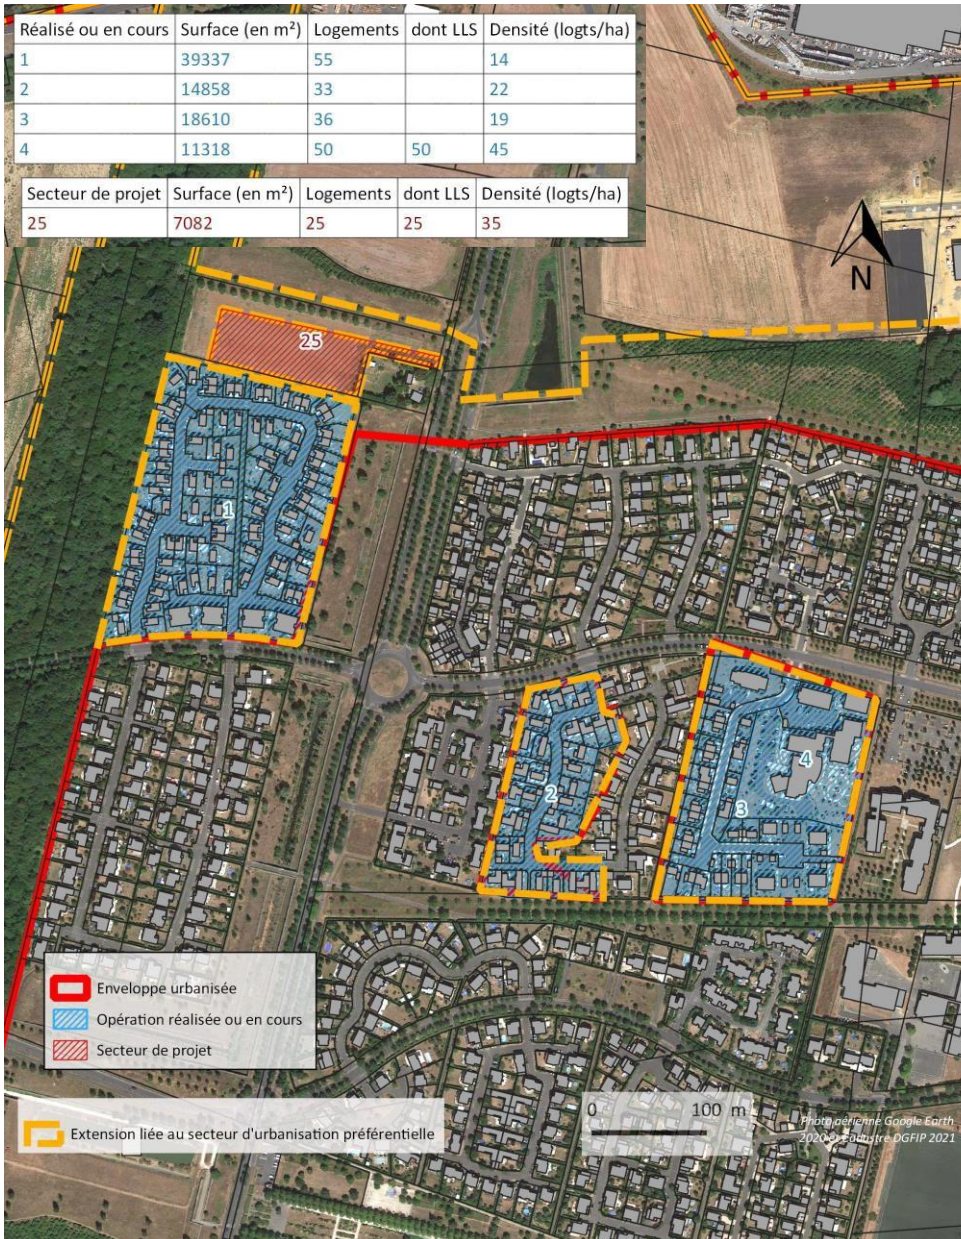 Réalisé ou en cours Surface (en m²) Logements dont LLS Densité (logts/ha)
1 39337 55 14
2 14858 33 22
3 18610 36 19
4 11318 50 50 45
Secteur de projet Surface (en m²) Logements dont LLS Densité (logts/ha)
25 7082 25 25 35
N
25
1
2
4
3
Enveloppe urbanisée
Opération réalisée ou en cours
Secteur de projet
Extension liée au secteur d'urbanisation préférentielle
0 100 m
Photo aérienne Google Earth
2020 et cadastre DGFIP 2021